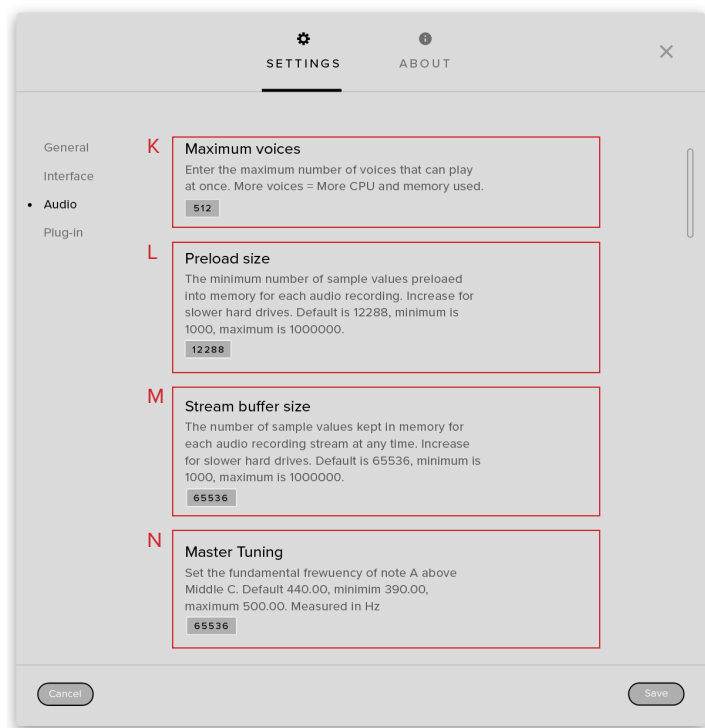 SETTINGS
ABOUT
General
Interface
Audio
Plug-in
K
Maximum voices
Enter the maximum number of voices that can play
at once. More voices = More CPU and memory used.
512
L
Preload size
The minimum number of sample values preloaed
into memory for each audio recording. Increase for
slower hard drives. Default is 12288, minimum is
1000, maximum is 1000000.
12288
M
Stream buffer size
The number of sample values kept in memory for
each audio recording stream at any time. Increase
for slower hard drives. Default is 65536, minimum is
1000, maximum is 1000000.
65536
N
Master Tuning
Set the fundamental frewuency of note A above
Middle C. Default 440.00, minimim 390.00,
maximum 500.00. Measured in Hz
65536
Cancel
Save